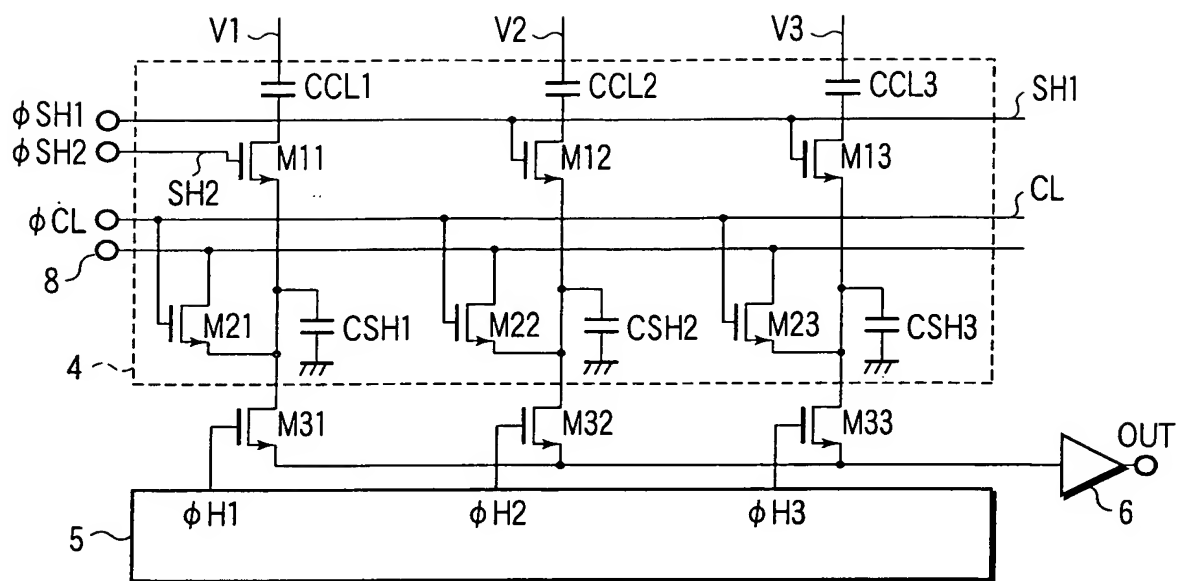 V1 V2 V3
CCL1 CCL2 CCL3
SH1
φSH1
φSH2
M11 M12 M13
SH2
φCL
CL
8
M21 CSH1 M22 CSH2 M23 CSH3
4
M31 M32 M33
OUT
φH1 φH2 φH3
6
5